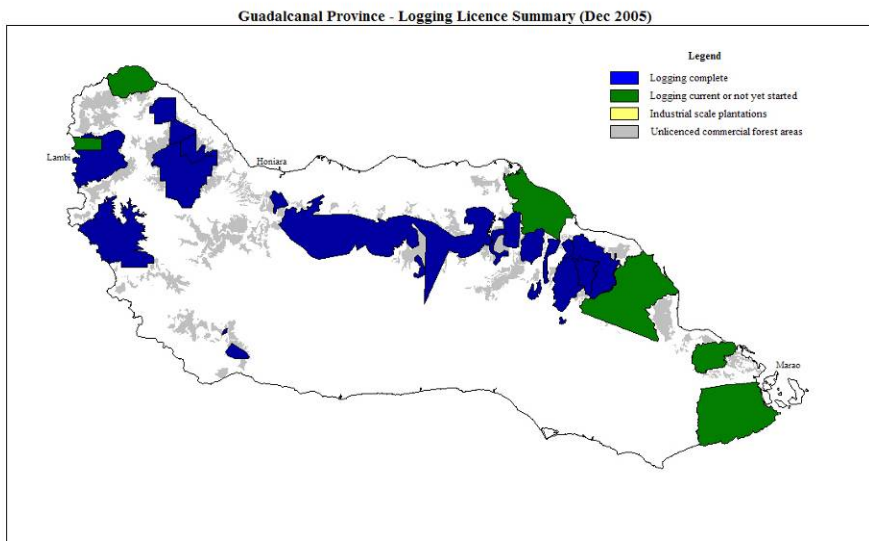 Guadalcanal Province - Logging Licence Summary (Dec 2005)
Legend
Logging complete
Logging current or not yet started
Industrial scale plantations
Unlicenced commercial forest areas
Lambi
Honiara
Marao